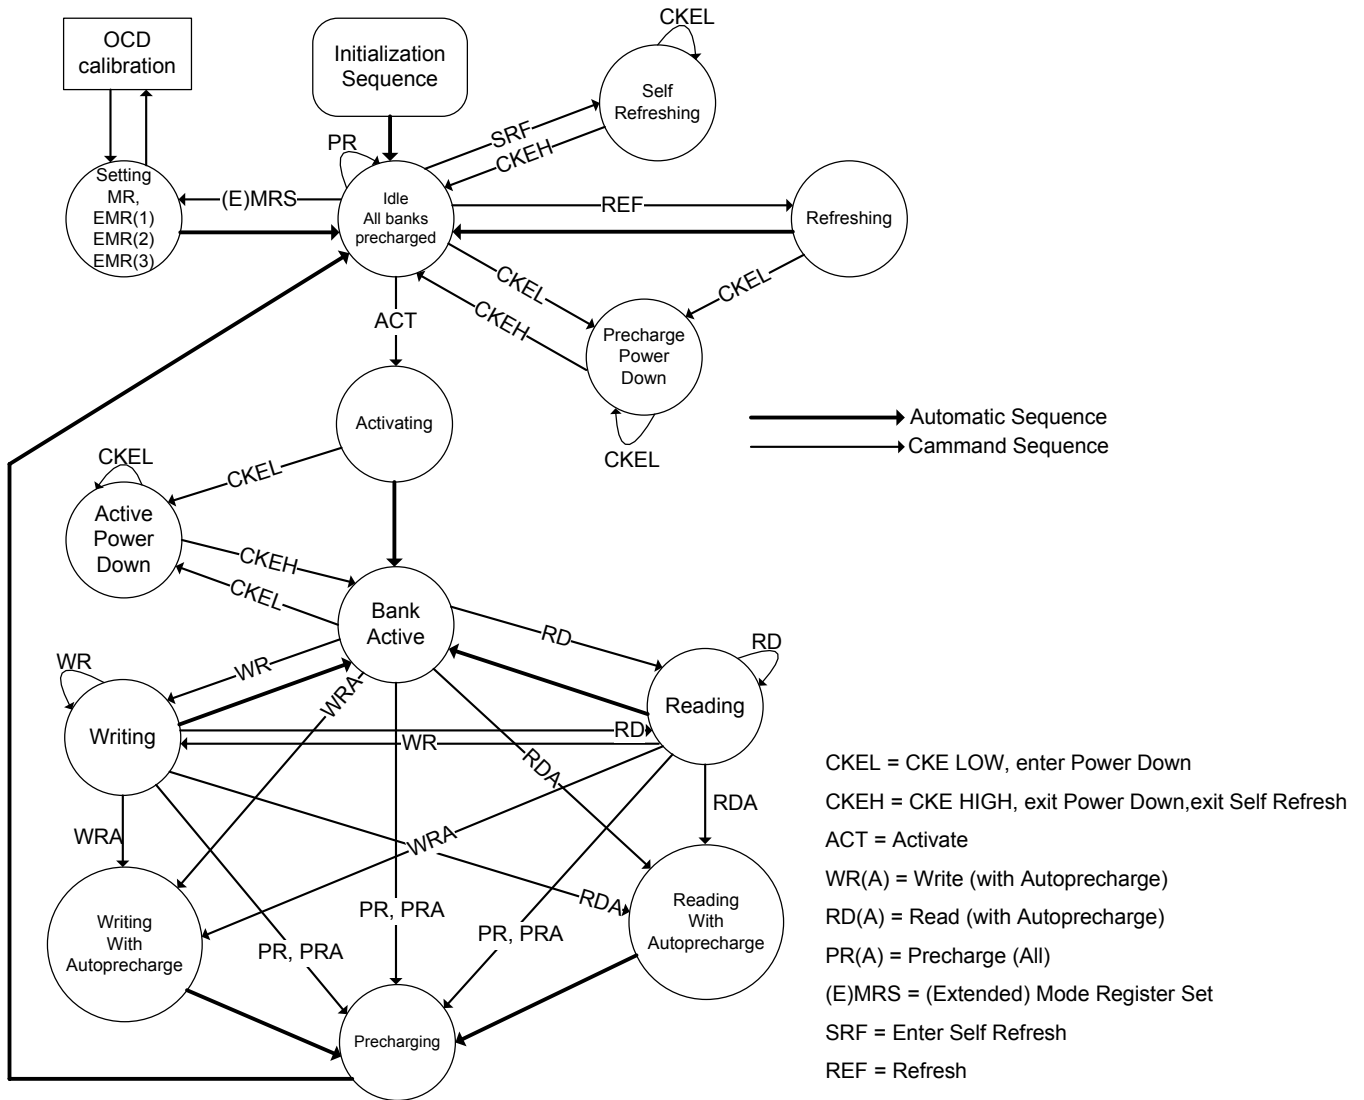 OCD
calibration
Initialization
Sequence
CKEL
Self
Refreshing
SRF
CKEH
PR
Setting
MR,
EMR(1)
EMR(2)
EMR(3)
(E)MRS
Idle
All banks
precharged
REF
Refreshing
CKEL
CKEH
CKEL
ACT
Precharge
Power
Down
CKEL
Activating
Automatic Sequence
Cammand Sequence
CKEL
CKEL
Active
Power
Down
CKEH
CKEL
Bank
Active
RD
RD
WR
WR
WRA
Reading
Writing
RD
WR
RDA
RDA
WRA
WRA
RDA
PR, PRA
PR, PRA
PR, PRA
Writing
With
Autoprecharge
Reading
With
Autoprecharge
Precharging
CKEL = CKE LOW, enter Power Down
CKEH = CKE HIGH, exit Power Down,exit Self Refresh
ACT = Activate
WR(A) = Write (with Autoprecharge)
RD(A) = Read (with Autoprecharge)
PR(A) = Precharge (All)
(E)MRS = (Extended) Mode Register Set
SRF = Enter Self Refresh
REF = Refresh